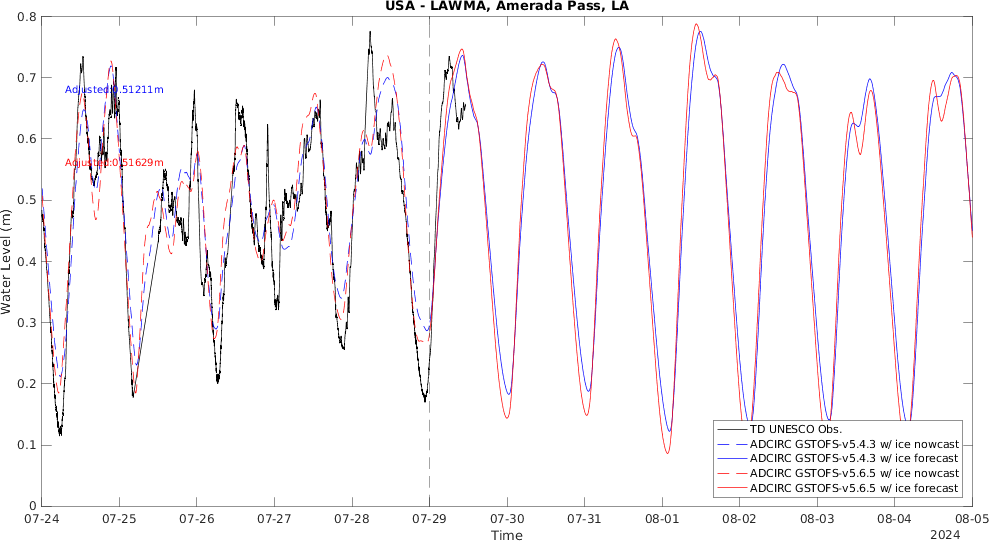 USA - LAWMA, Amerada Pass, LA
0.8
0.7
0.6
0.5
0.4
0.3
0.2
0.1
0
Water Level (m)
Adjusted:0.51211m
Adjusted:0.51629m
TD UNESCO Obs.
ADCIRC GSTOFS-v5.4.3 w/ ice nowcast
ADCIRC GSTOFS-v5.4.3 w/ ice forecast
ADCIRC GSTOFS-v5.6.5 w/ ice nowcast
ADCIRC GSTOFS-v5.6.5 w/ ice forecast
07-24 07-25 07-26 07-27 07-28 07-29 07-30 07-31 08-01 08-02 08-03 08-04 08-05
Time
2024